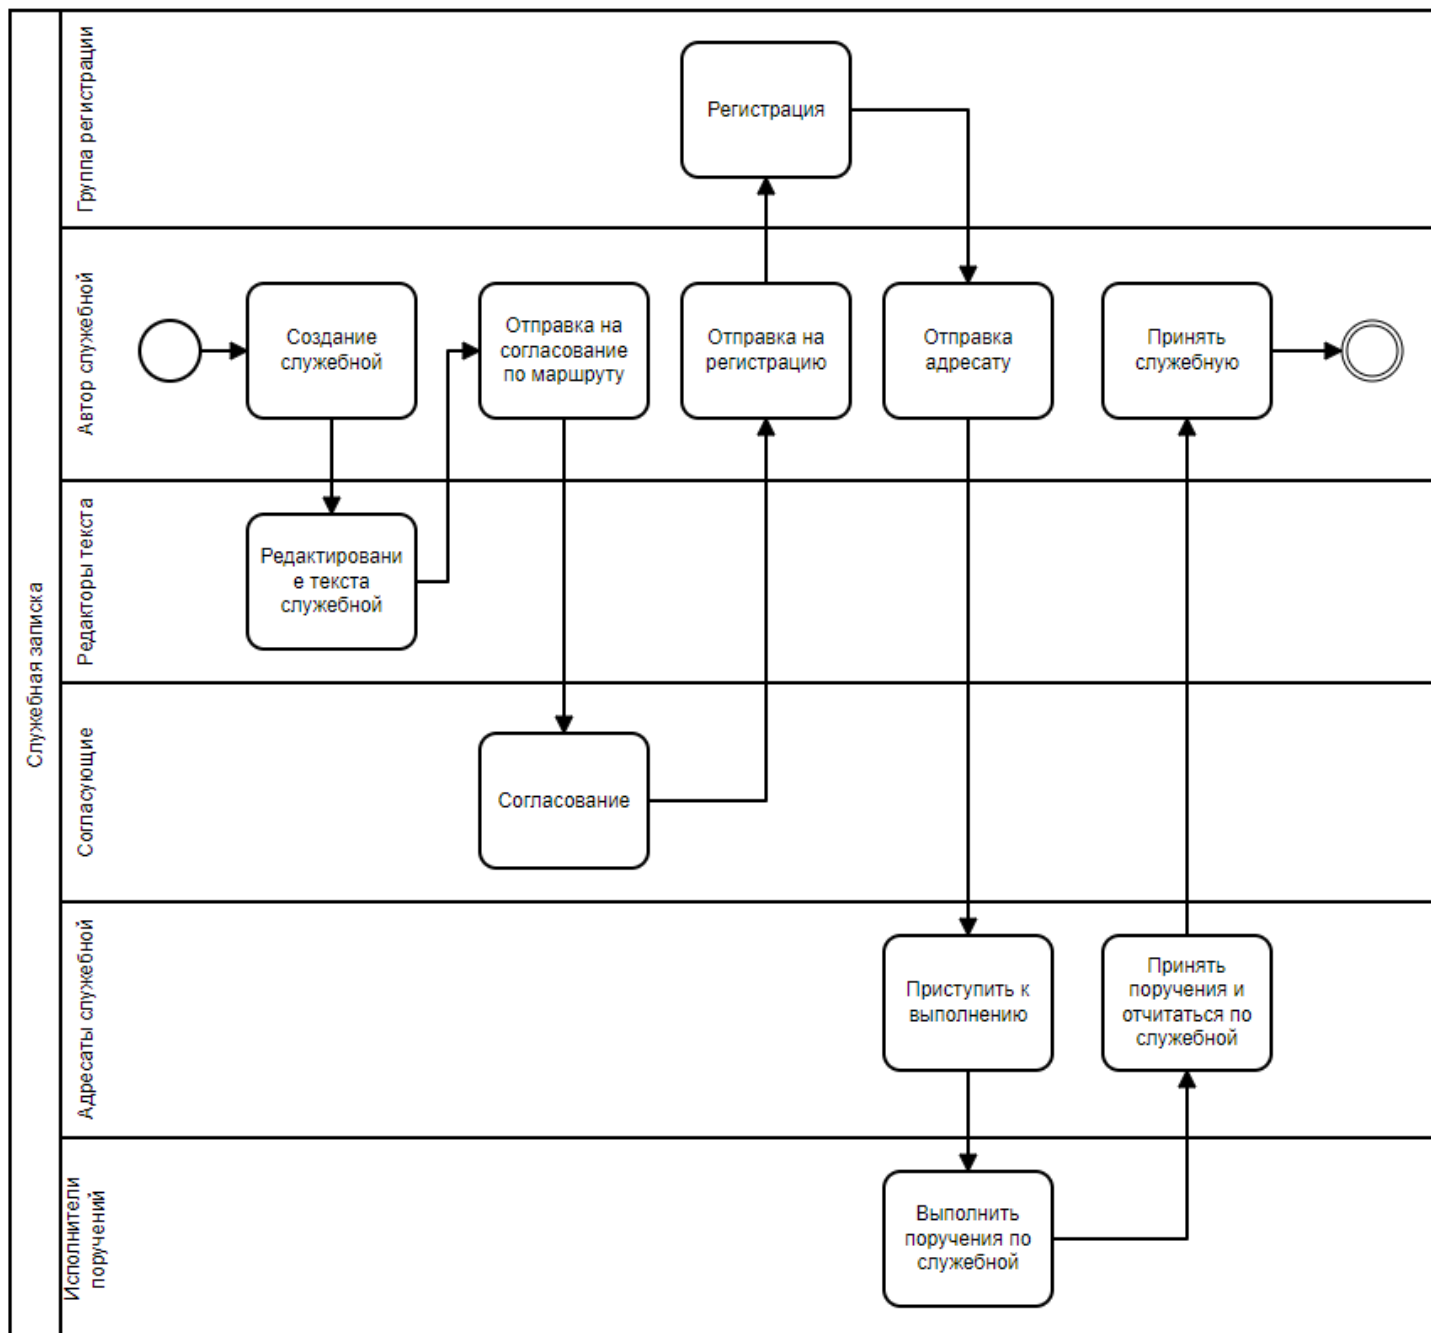 Служебная записка
Группа регистрации
Регистрация
Автор служебной
Создание
служебной
Отправка на
согласование
по маршруту
Отправка на
регистрацию
Отправка
адресату
Принять
служебную
Редакторы текста
Редактировани
е текста
служебной
Согласующие
Согласование
Адресаты служебной
Приступить к
выполнению
Принять
поручения и
отчитаться по
служебной
Исполнители
поручений
Выполнить
поручения по
служебной